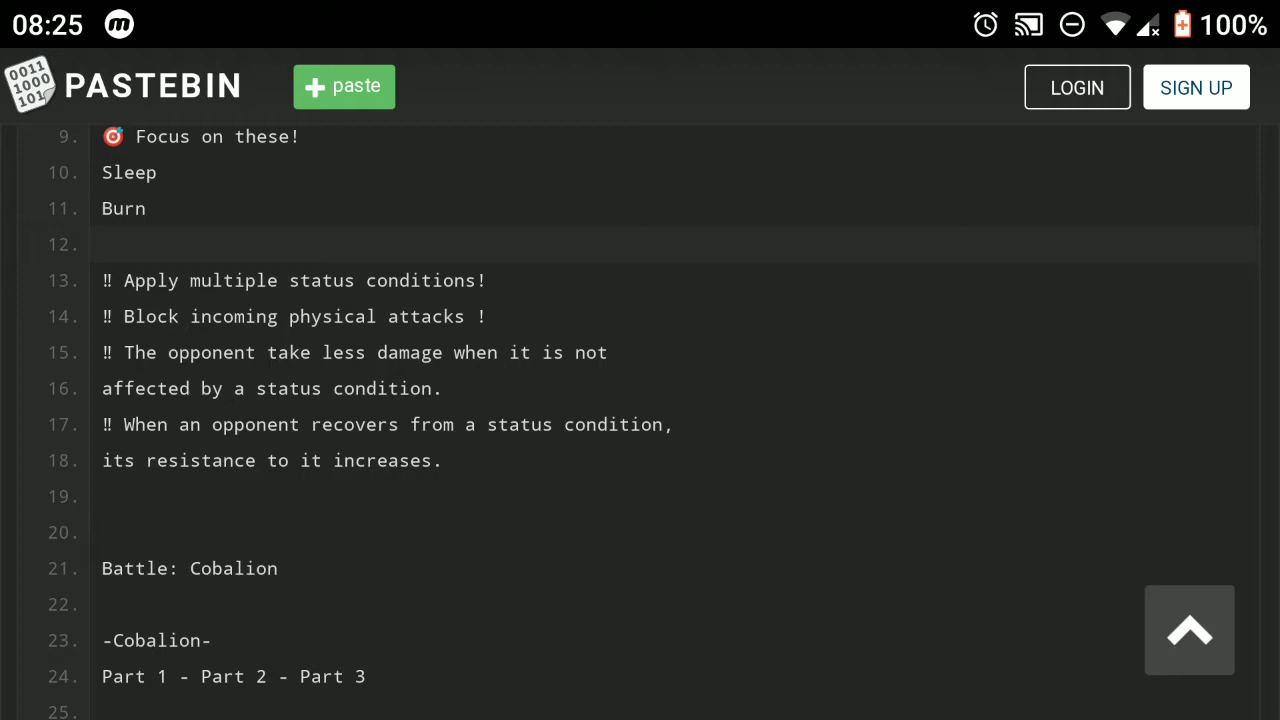 08:25
100%
0011
1000
101
PASTEBIN
paste
LOGIN
SIGN UP
9. 🎯 Focus on these!
10. Sleep
11. Burn
12.
13. ‼ Apply multiple status conditions!
14. ‼ Block incoming physical attacks !
15. ‼ The opponent take less damage when it is not
16. affected by a status condition.
17. ‼ When an opponent recovers from a status condition,
18. its resistance to it increases.
19.
20.
21. Battle: Cobalion
22.
23. -Cobalion-
24. Part 1 - Part 2 - Part 3
25.